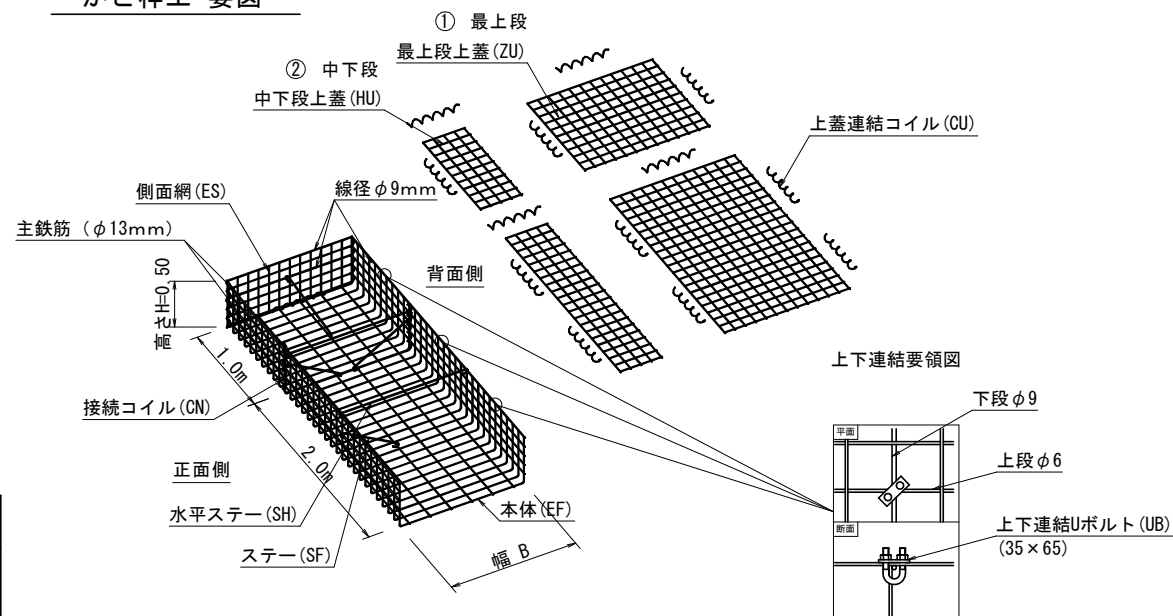 かご枠工 要図
① 最上段
最上段上蓋(ZU)
② 中下段
中下段上蓋(HU)
上蓋連結コイル(CU)
側面網(ES)
線径φ9mm
主鉄筋 (φ13mm)
背面側
高さH=0.50
1.0m
接続コイル(CN)
2.0m
正面側
水平ステー(SH)
ステー(SF)
本体(EF)
幅 B
上下連結要領図
平面
下段φ9
上段φ6
断面
上下連結Uボルト(UB)
(35×65)